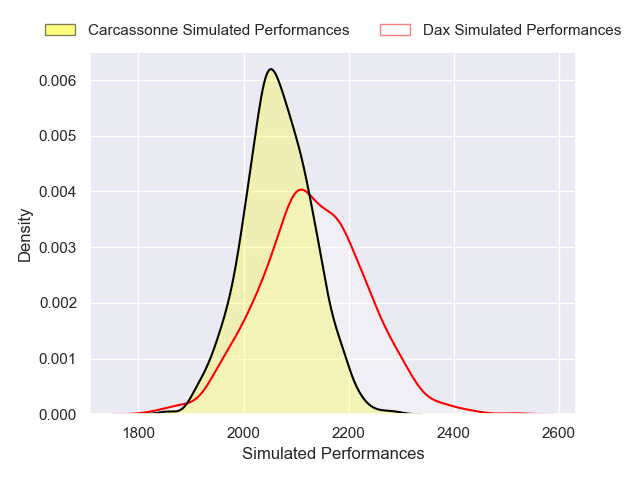 Carcassonne Simulated Performances
Dax Simulated Performances
0.006
0.005
0.004
0.003
0.002
0.001
0.000
Density
1800 2000 2200 2400 2600
Simulated Performances